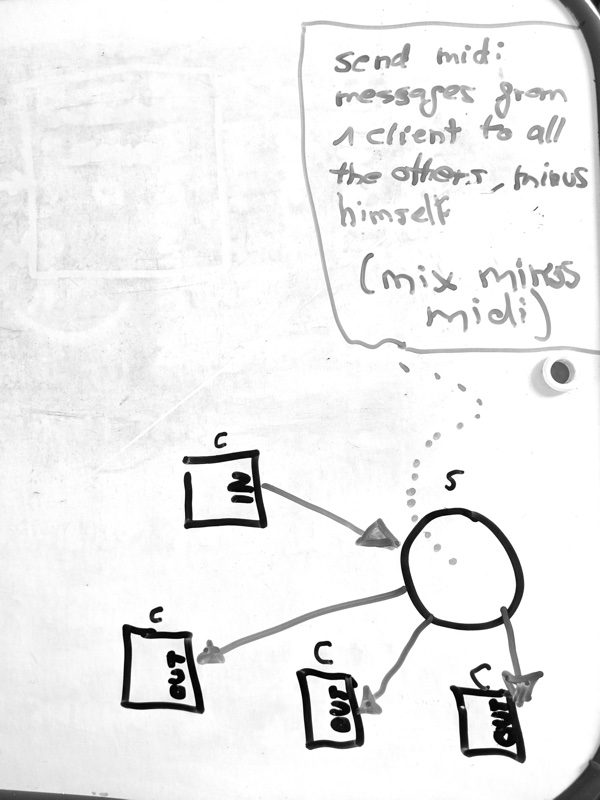 send midi
messages from
1 client to all
the others, minus
himself
(mix minus
midi)
C
IN
S
C
OUT
C
OUT
C
OUT